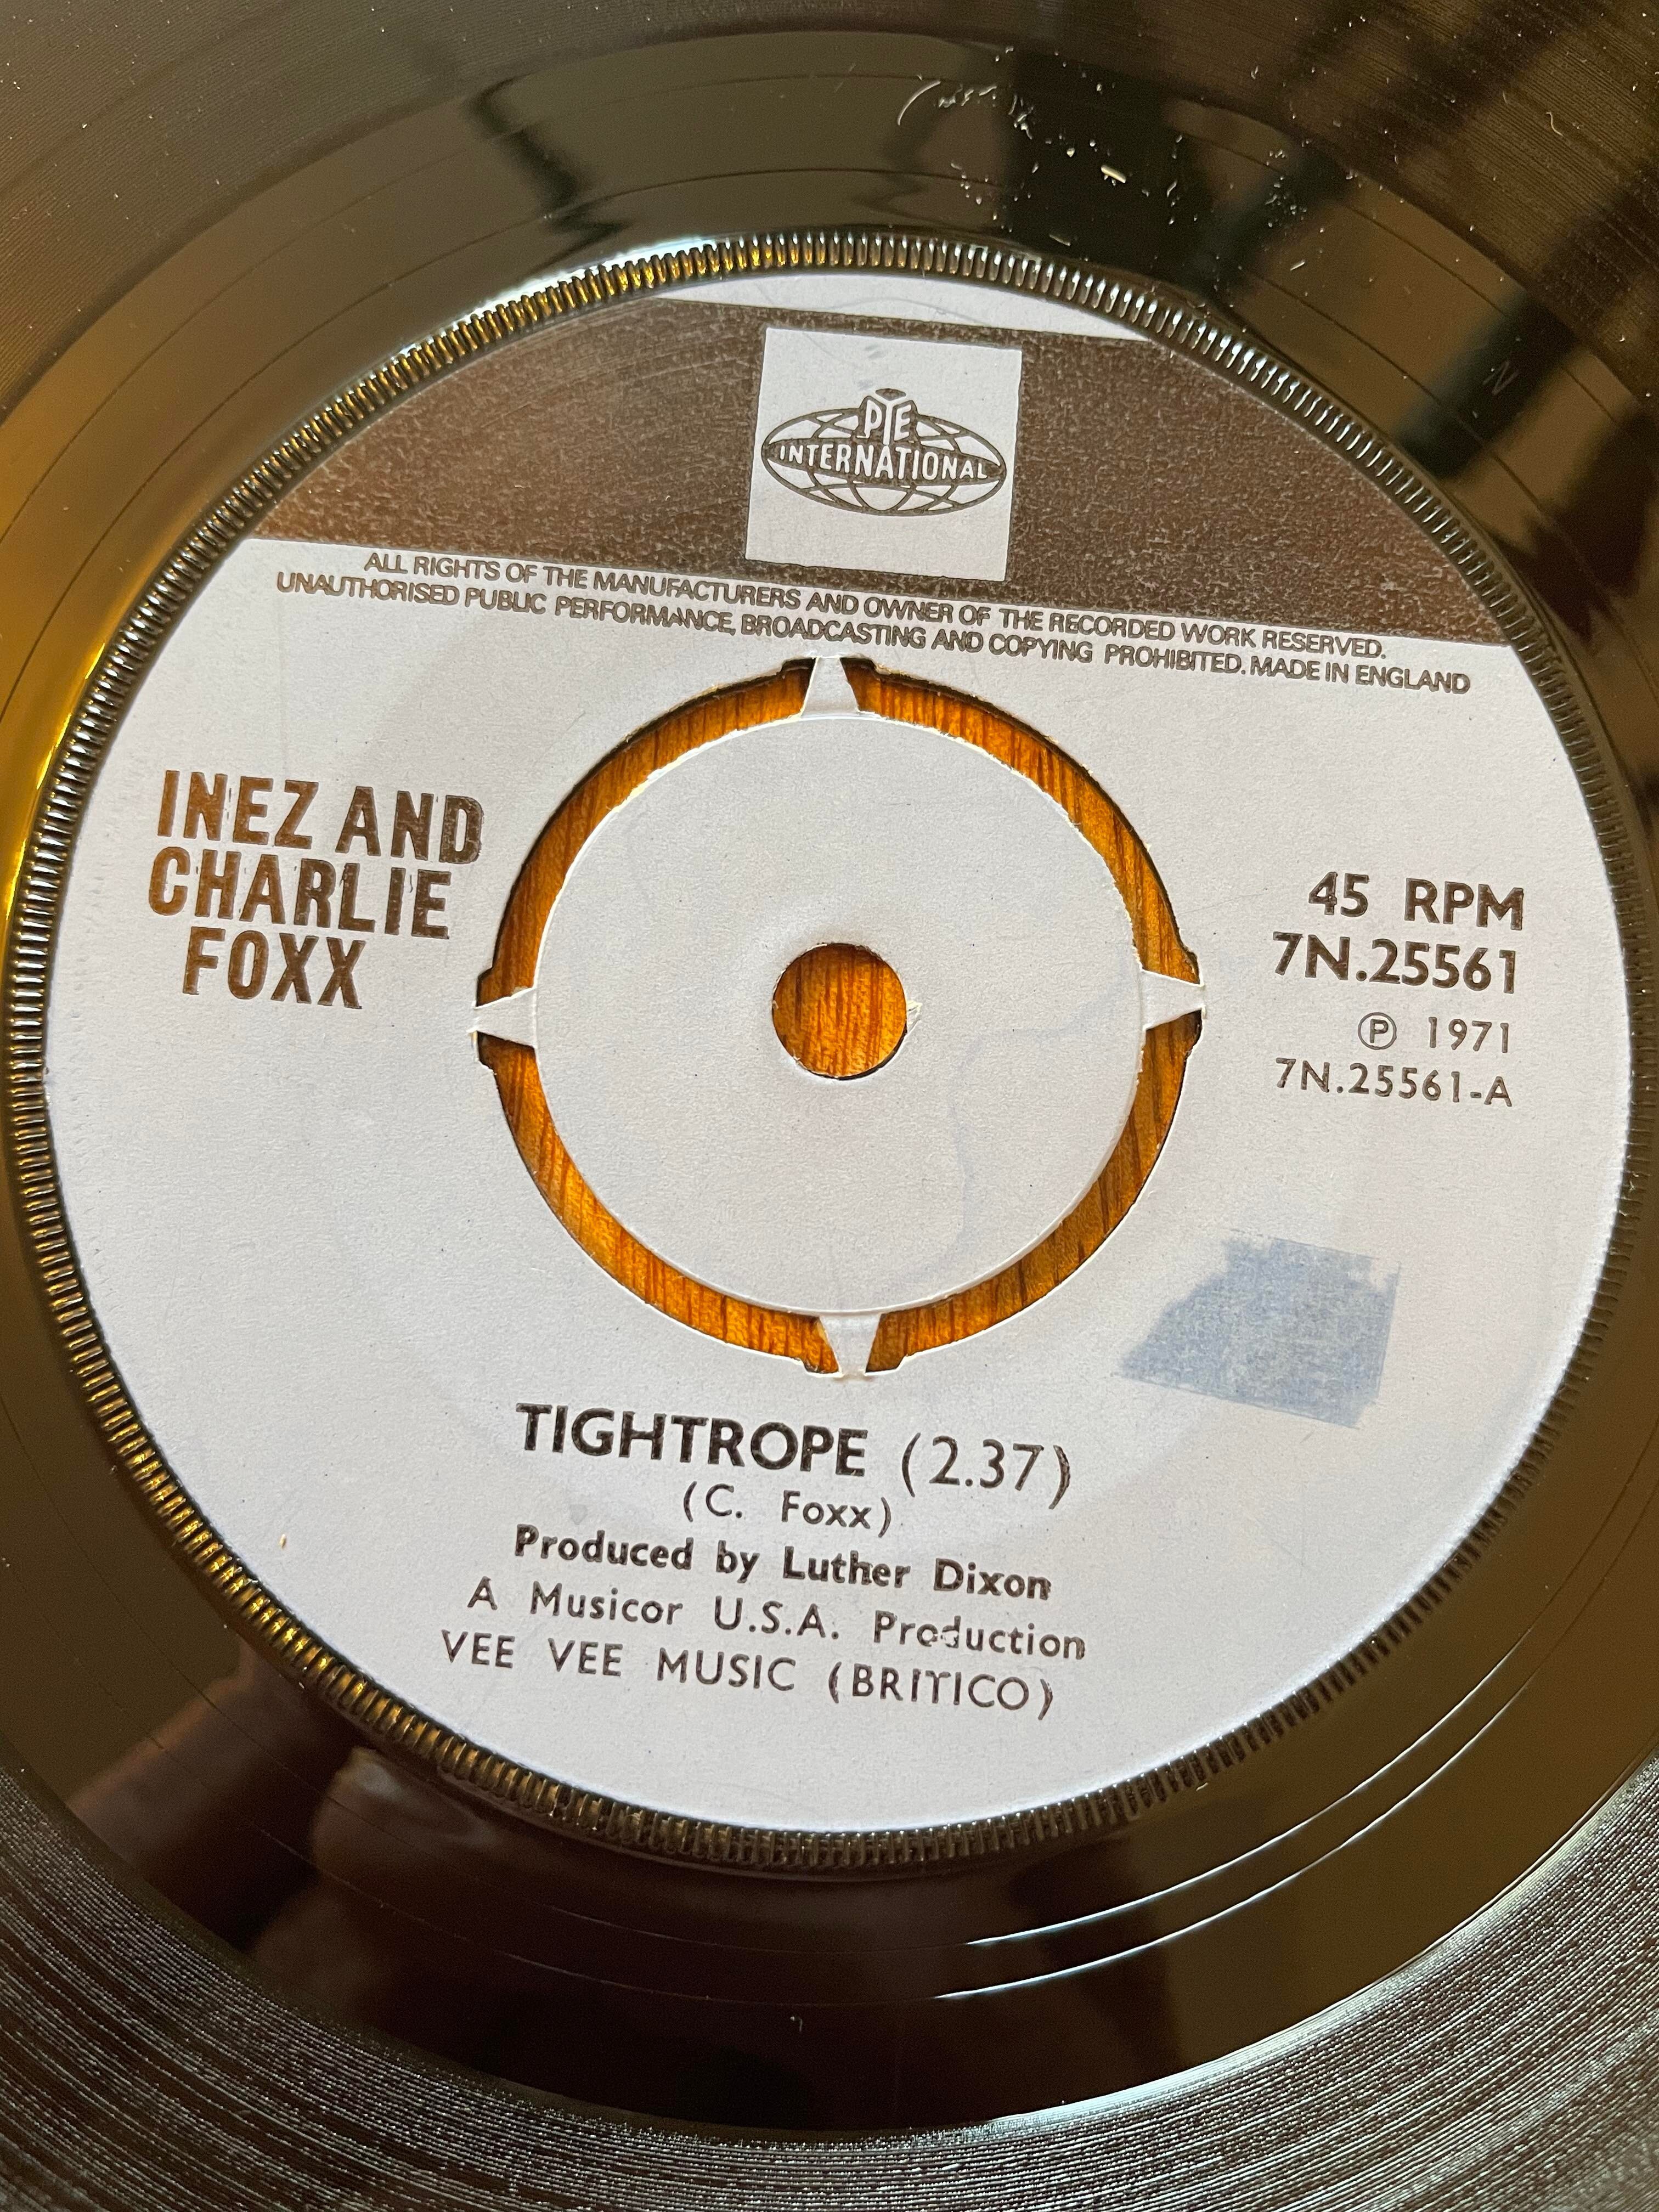 PYE
INTERNATIONAL
ALL RIGHTS OF THE MANUFACTURERS AND OWNER OF THE RECORDED WORK RESERVED.
UNAUTHORISED PUBLIC PERFORMANCE, BROADCASTING AND COPYING PROHIBITED. MADE IN ENGLAND
INEZ AND
CHARLIE
FOXX
45 RPM
7N.25561
Ⓟ 1971
7N.25561-A
TIGHTROPE (2.37)
(C. Foxx)
Produced by Luther Dixon
A Musicor U.S.A. Production
VEE VEE MUSIC (BRITICO)
N